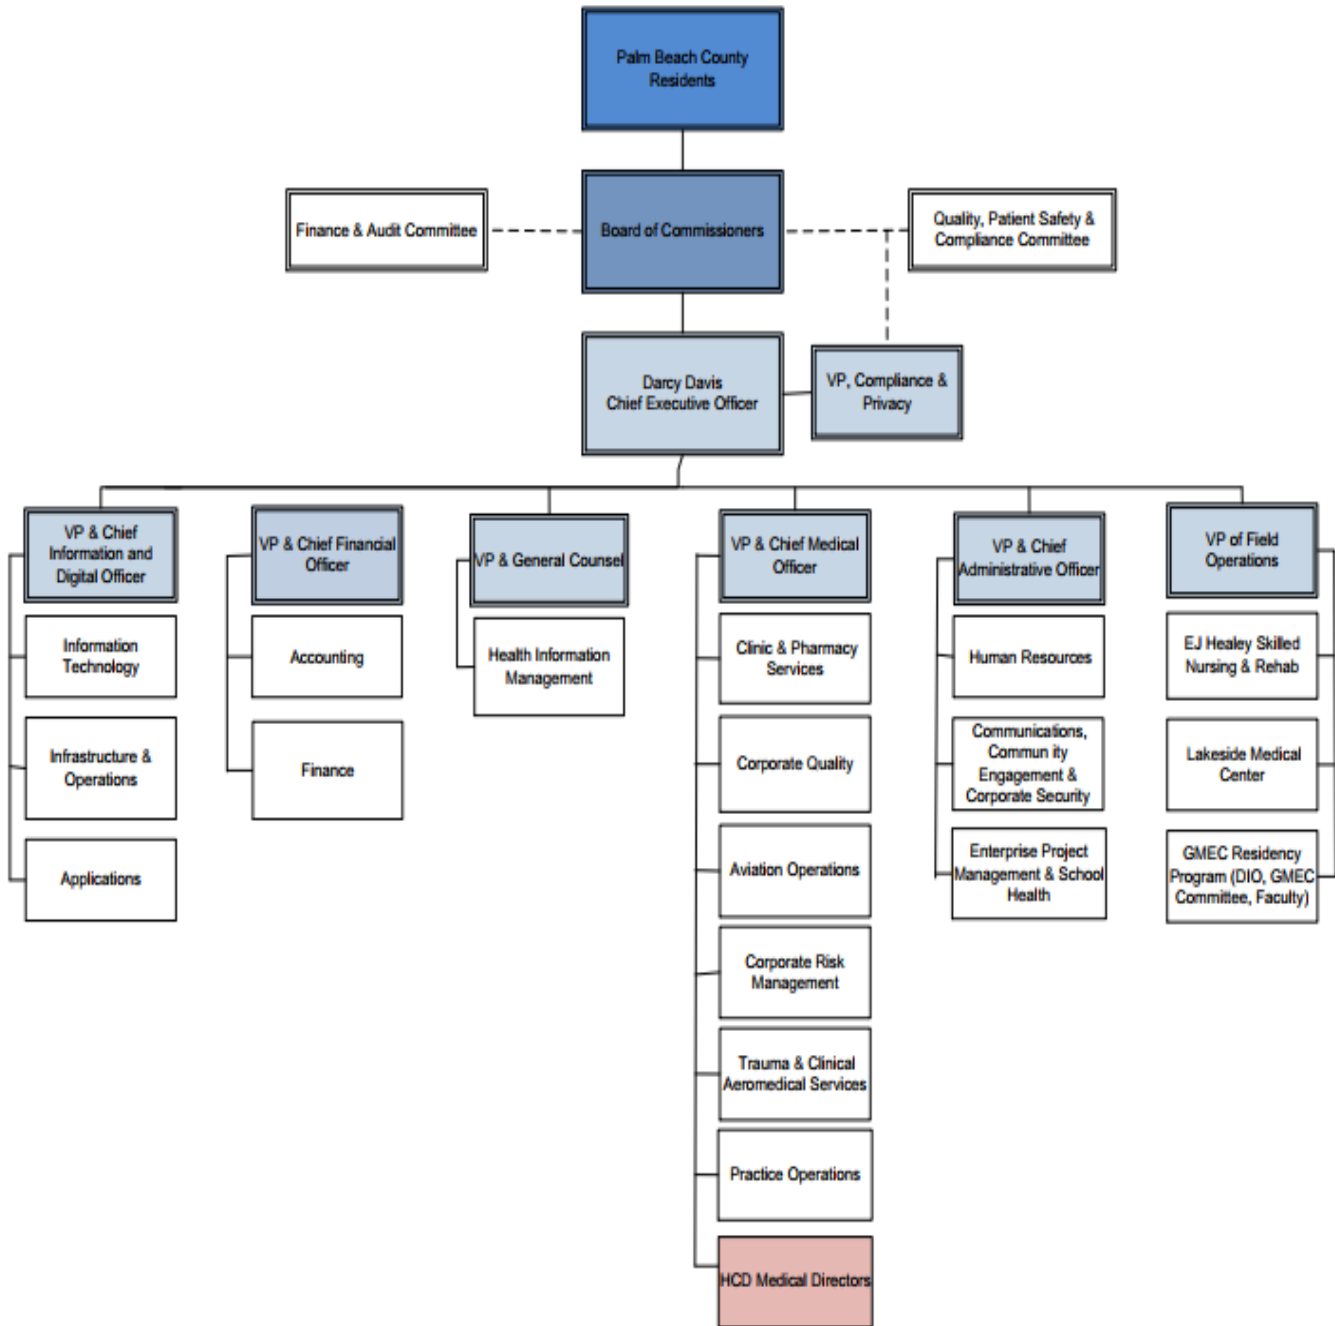 Palm Beach County
Residents
Finance & Audit Committee
Board of Commissioners
Quality, Patient Safety &
Compliance Committee
Darcy Davis
Chief Executive Officer
VP, Compliance &
Privacy
VP & Chief
Information and
Digital Officer
VP & Chief Financial
Officer
VP & General Counsel
VP & Chief Medical
Officer
VP & Chief
Administrative Officer
VP of Field
Operations
Information
Technology
Infrastructure &
Operations
Applications
Accounting
Finance
Health Information
Management
Clinic & Pharmacy
Services
Corporate Quality
Aviation Operations
Corporate Risk
Management
Trauma & Clinical
Aeromedical Services
Practice Operations
HCD Medical Directors
Human Resources
Communications,
Commun ity
Engagement &
Corporate Security
Enterprise Project
Management & School
Health
EJ Healey Skilled
Nursing & Rehab
Lakeside Medical
Center
GMEC Residency
Program (DIO, GMEC
Committee, Faculty)